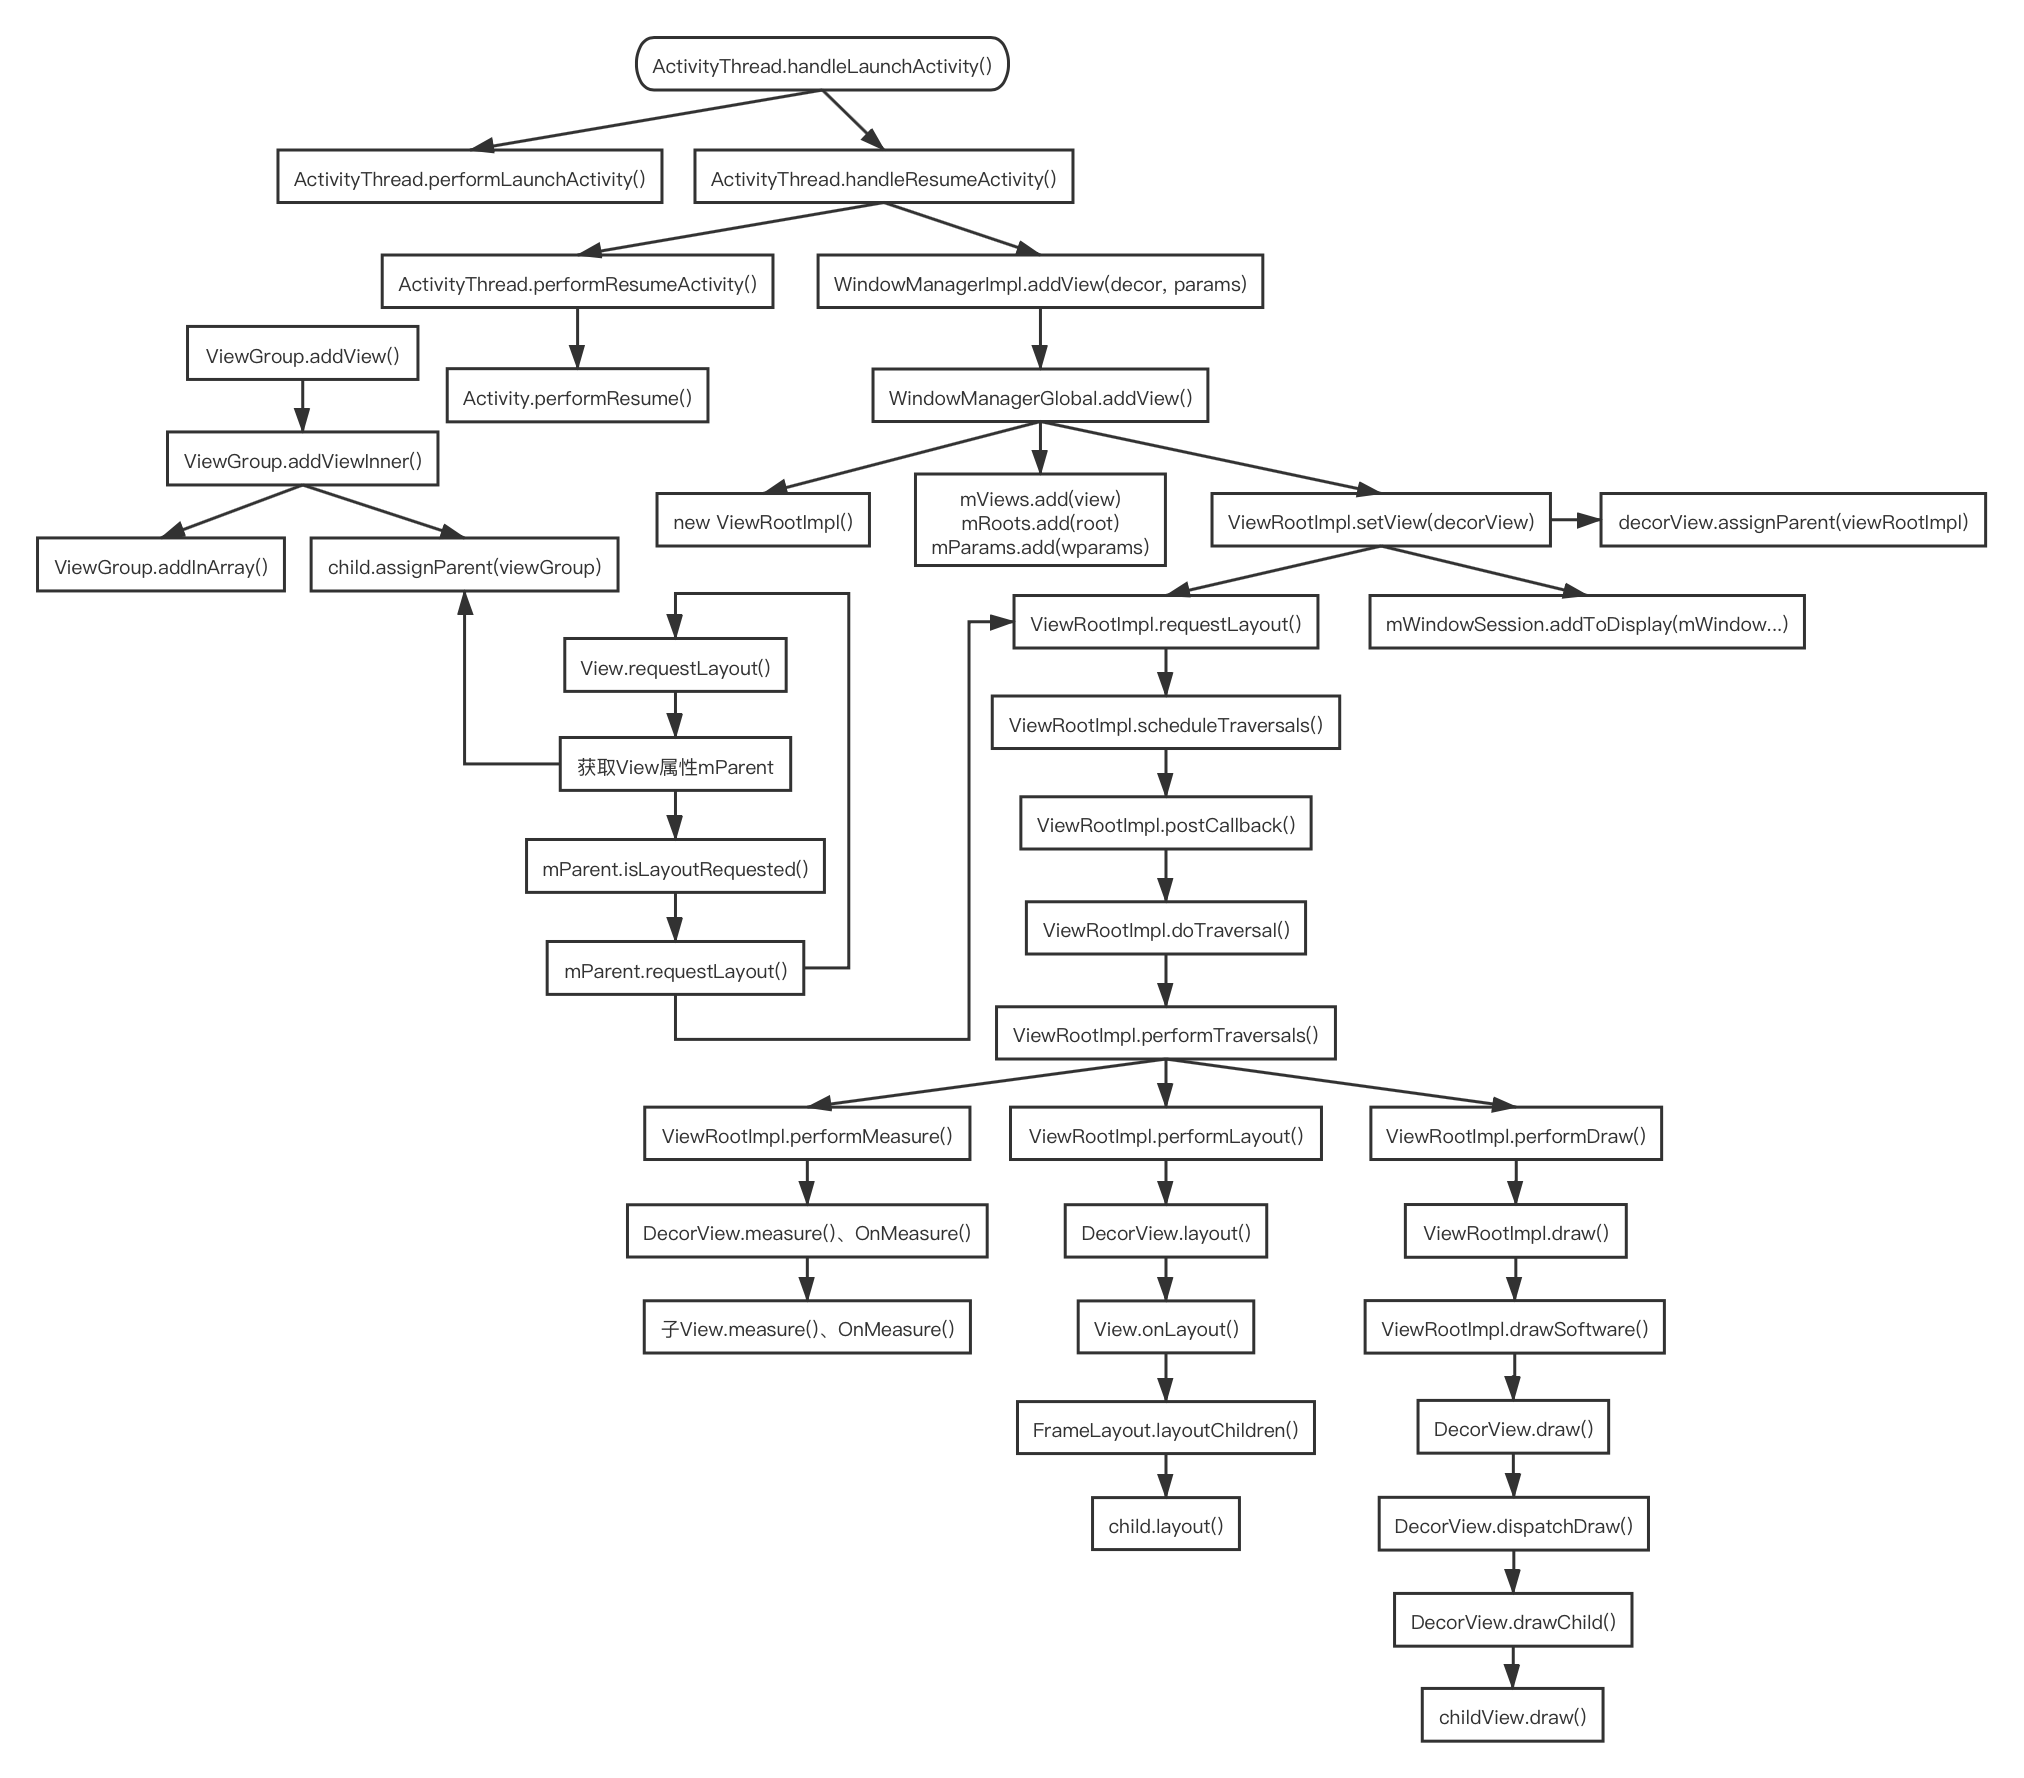 ActivityThread.handleLaunchActivity()
ActivityThread.performLaunchActivity()
ActivityThread.handleResumeActivity()
ActivityThread.performResumeActivity()
WindowManagerImpl.addView(decor, params)
ViewGroup.addView()
Activity.performResume()
WindowManagerGlobal.addView()
ViewGroup.addViewInner()
new ViewRootImpl()
mViews.add(view)
mRoots.add(root)
mParams.add(wparams)
ViewRootImpl.setView(decorView)
decorView.assignParent(viewRootImpl)
ViewGroup.addInArray()
child.assignParent(viewGroup)
ViewRootImpl.requestLayout()
mWindowSession.addToDisplay(mWindow...)
View.requestLayout()
ViewRootImpl.scheduleTraversals()
获取View属性mParent
ViewRootImpl.postCallback()
mParent.isLayoutRequested()
ViewRootImpl.doTraversal()
mParent.requestLayout()
ViewRootImpl.performTraversals()
ViewRootImpl.performMeasure()
ViewRootImpl.performLayout()
ViewRootImpl.performDraw()
DecorView.measure()、OnMeasure()
DecorView.layout()
ViewRootImpl.draw()
子View.measure()、OnMeasure()
View.onLayout()
ViewRootImpl.drawSoftware()
FrameLayout.layoutChildren()
DecorView.draw()
child.layout()
DecorView.dispatchDraw()
DecorView.drawChild()
childView.draw()